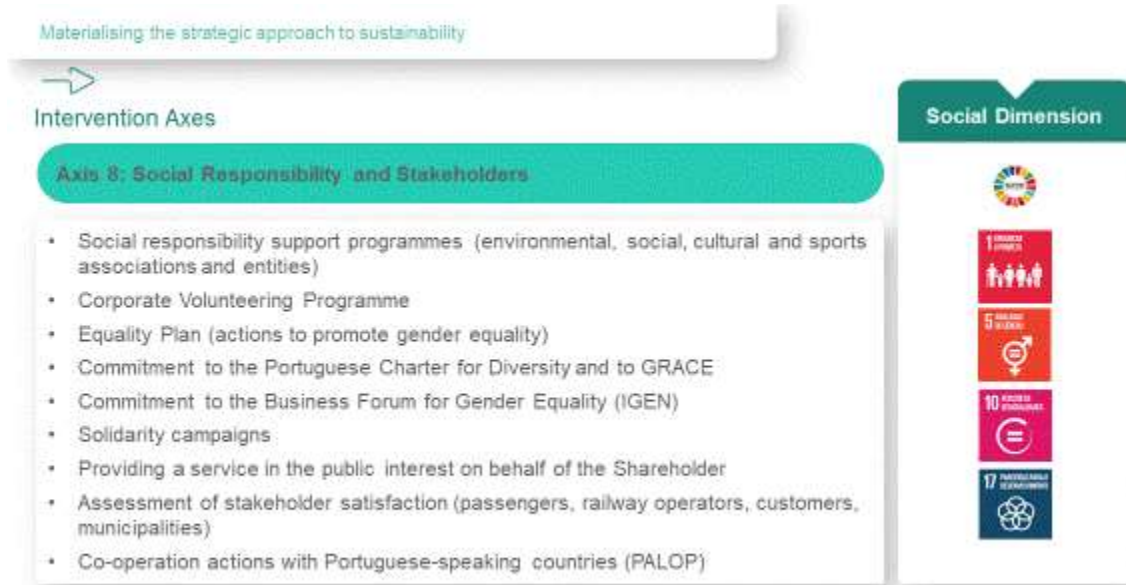 Materialising the strategic approach to sustainability
Intervention Axes
Social Dimension
Axis 8: Social Responsibility and Stakeholders
• Social responsibility support programmes (environmental, social, cultural and sports
associations and entities)
• Corporate Volunteering Programme
• Equality Plan (actions to promote gender equality)
• Commitment to the Portuguese Charter for Diversity and to GRACE
• Commitment to the Business Forum for Gender Equality (IGEN)
• Solidarity campaigns
• Providing a service in the public interest on behalf of the Shareholder
• Assessment of stakeholder satisfaction (passengers, railway operators, customers,
municipalities)
• Co-operation actions with Portuguese-speaking countries (PALOP)
1
5
10
17